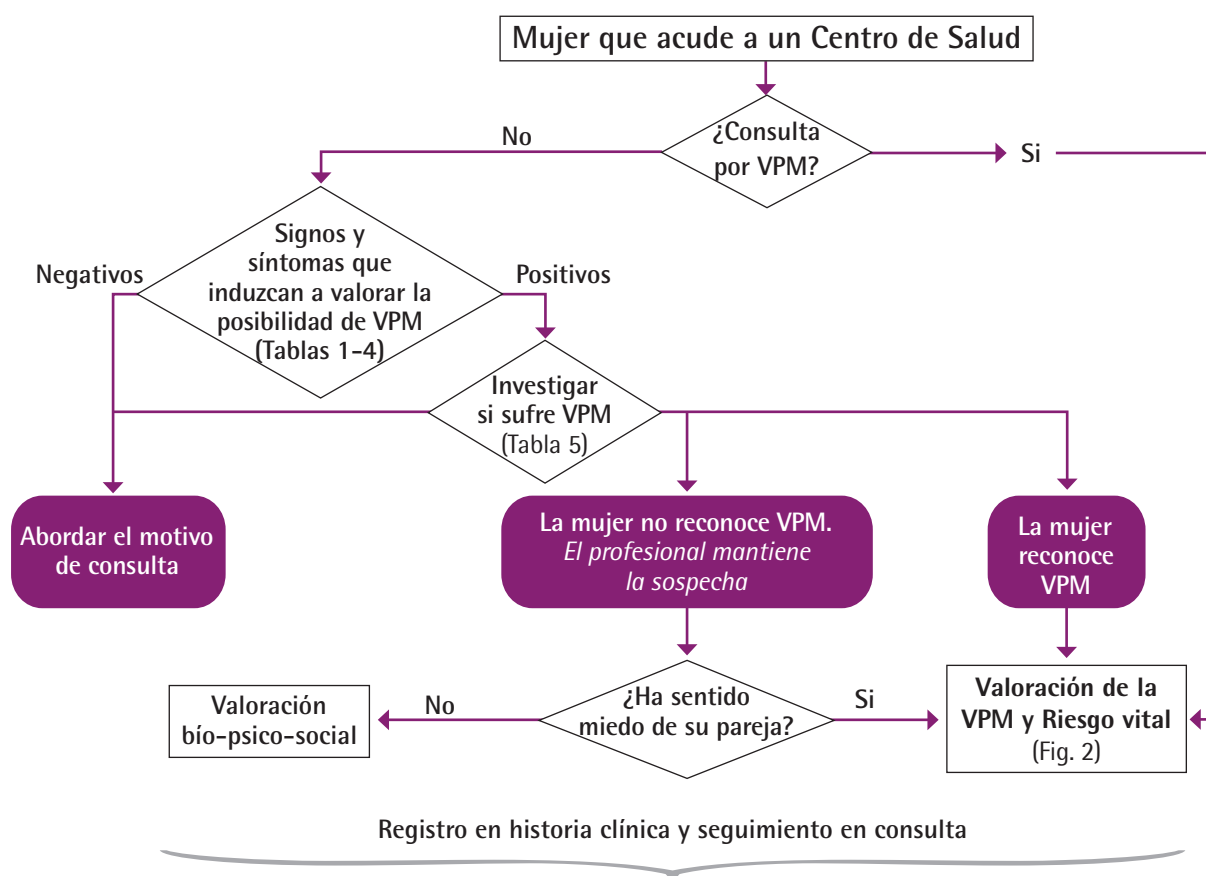 Mujer que acude a un Centro de Salud
¿Consulta
por VPM?
No
Si
Signos y
síntomas que
induzcan a valorar la
posibilidad de VPM
(Tablas 1-4)
Negativos
Positivos
Investigar
si sufre VPM
(Tabla 5)
Abordar el motivo
de consulta
La mujer no reconoce VPM.
El profesional mantiene
la sospecha
La mujer
reconoce
VPM
Valoración
bío-psico-social
No
¿Ha sentido
miedo de su pareja?
Si
Valoración de la
VPM y Riesgo vital
(Fig. 2)
Registro en historia clínica y seguimiento en consulta